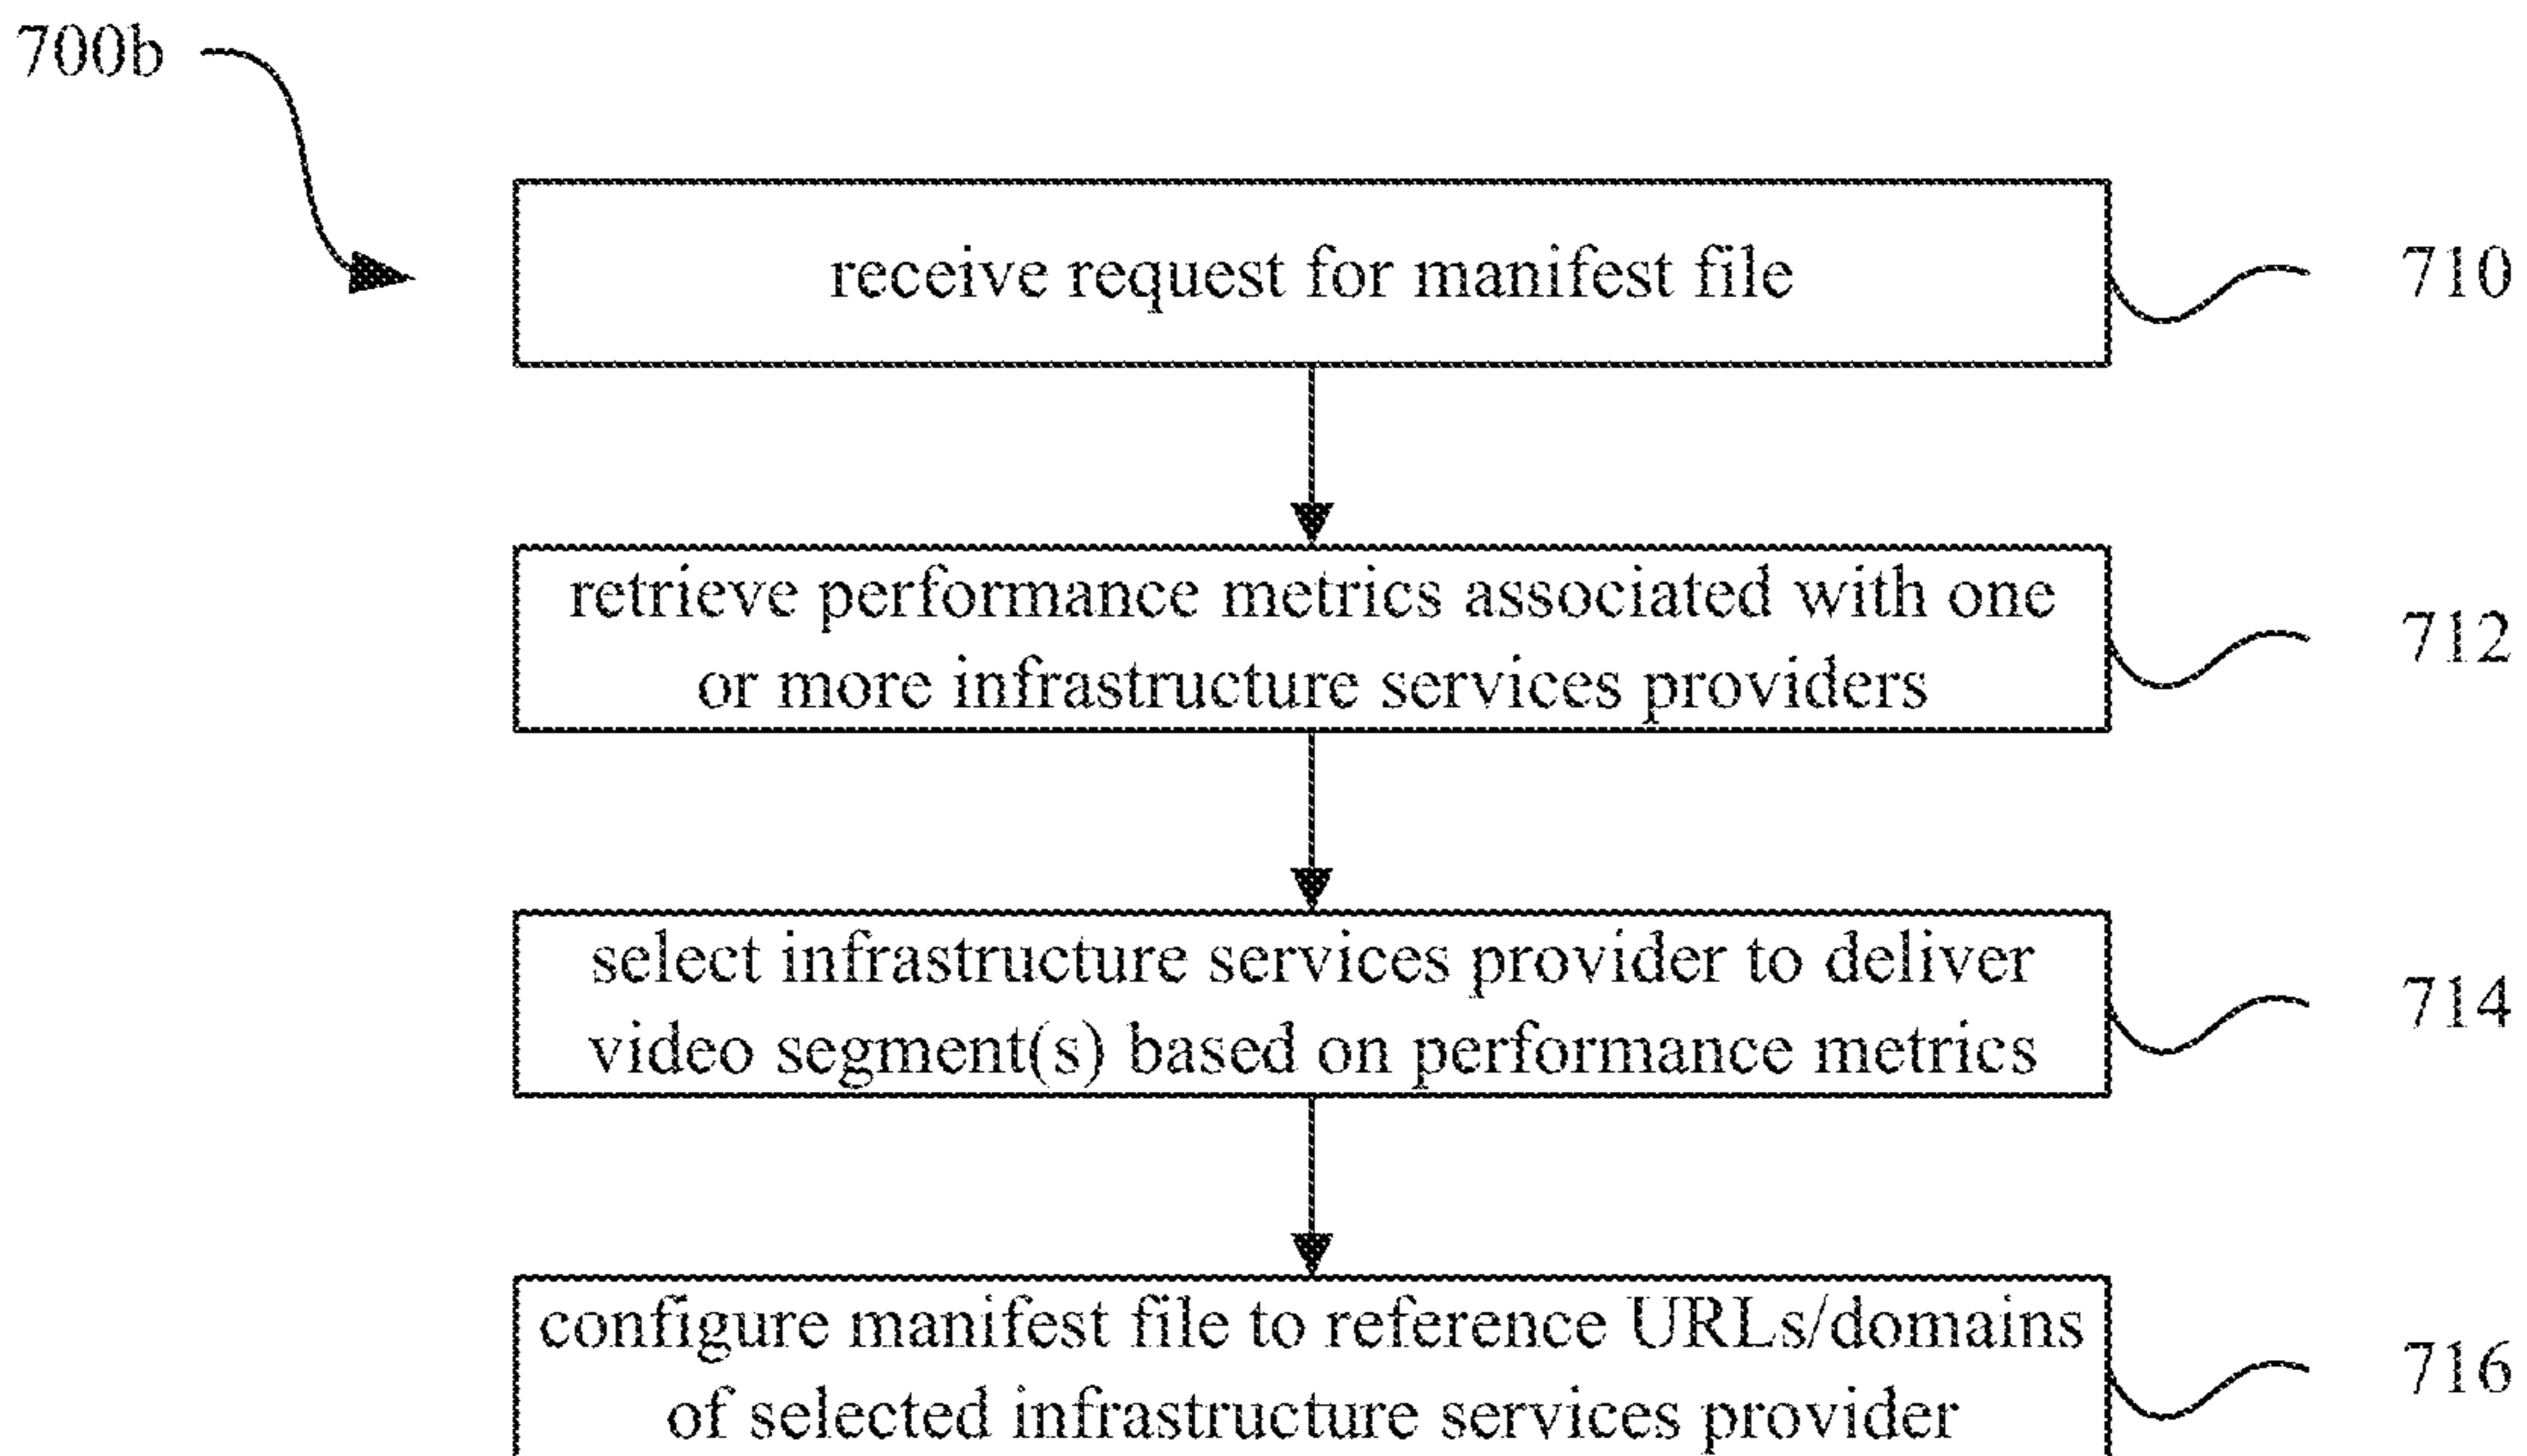 700b
receive request for manifest file
710
retrieve performance metrics associated with one
or more infrastructure services providers
712
select infrastructure services provider to deliver
video segment(s) based on performance metrics
714
configure manifest file to reference URLs/domains
of selected infrastructure services provider
716